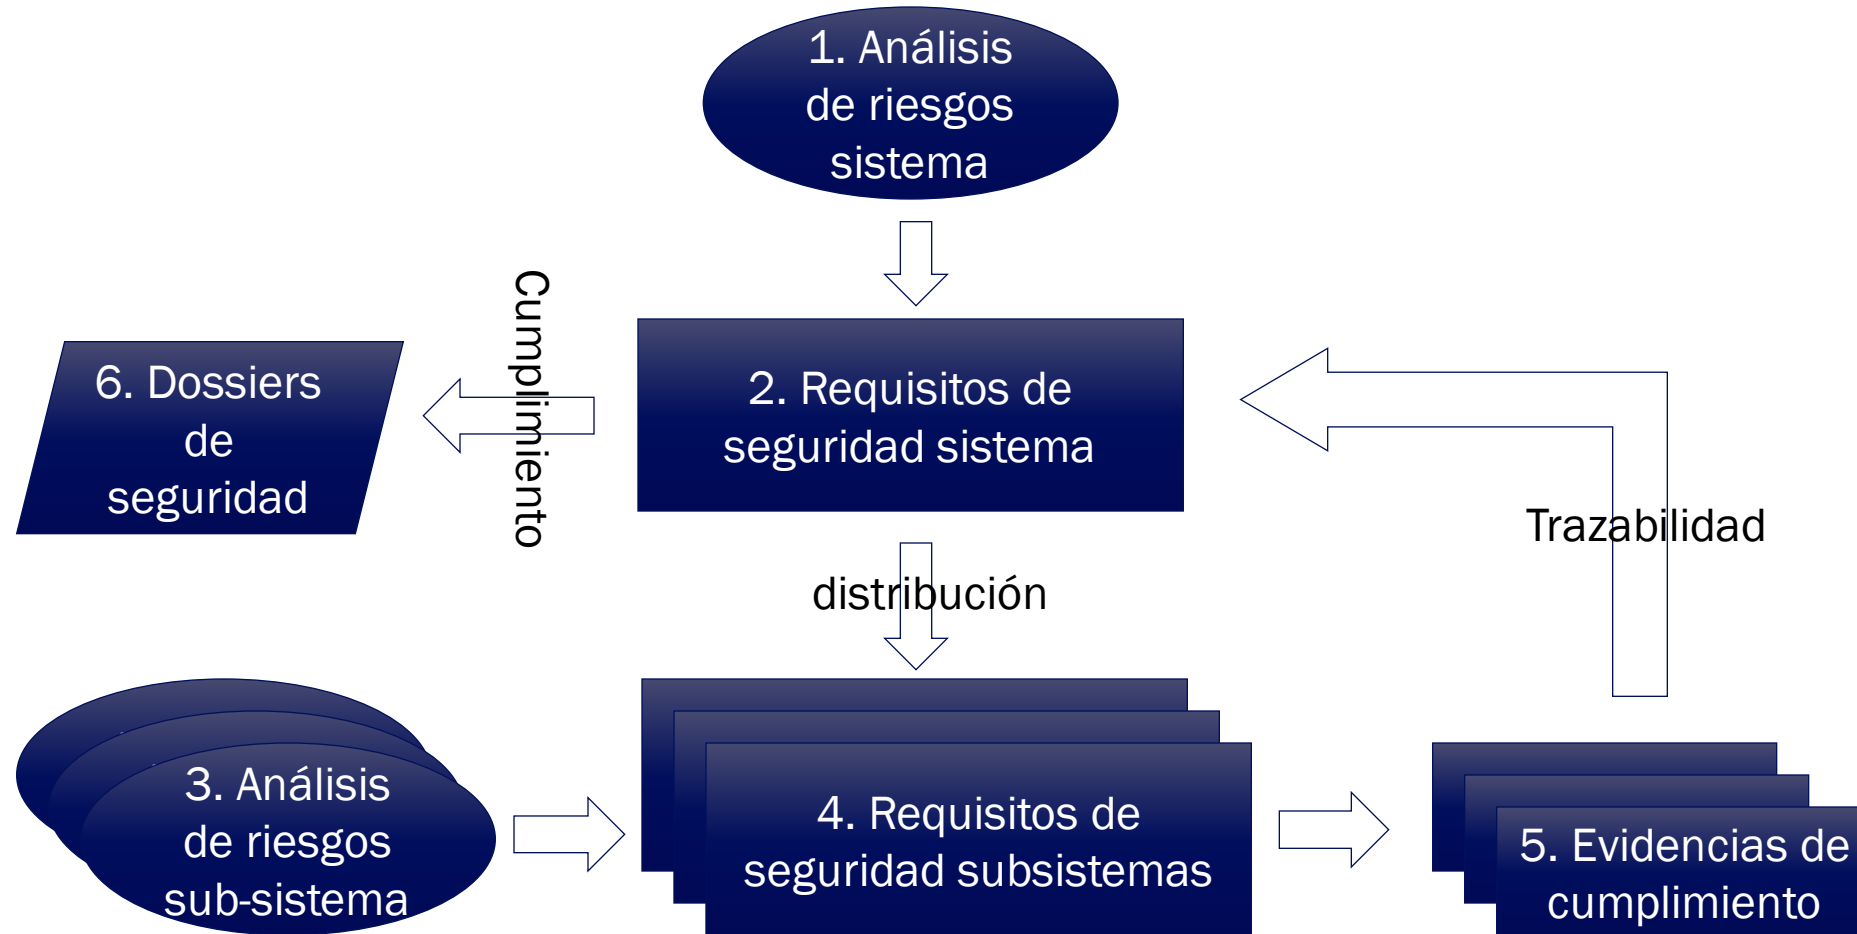 1. Análisis
de riesgos
sistema
Cumplimiento
6. Dossiers
de
seguridad
2. Requisitos de
seguridad sistema
Trazabilidad
distribución
3. Análisis
de riesgos
sub-sistema
4. Requisitos de
seguridad subsistemas
5. Evidencias de
cumplimiento